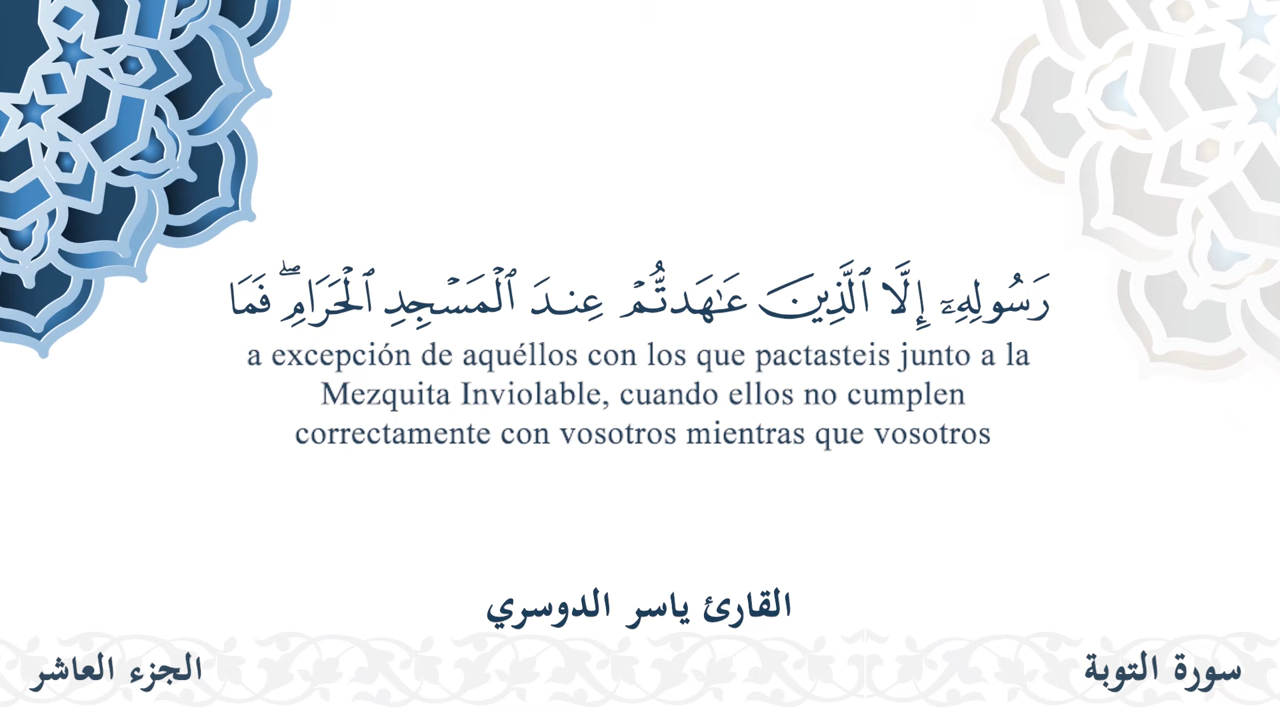 رَسُولِهِۦٓ إِلَّا ٱلَّذِينَ عَـٰهَدتُّمْ عِندَ ٱلْمَسْجِدِ ٱلْحَرَامِ ۖ فَمَا
a excepción de aquéllos con los que pactasteis junto a la
Mezquita Inviolable, cuando ellos no cumplen
correctamente con vosotros mientras que vosotros
القارئ ياسر الدوسري
سورة التوبة
الجزء العاشر